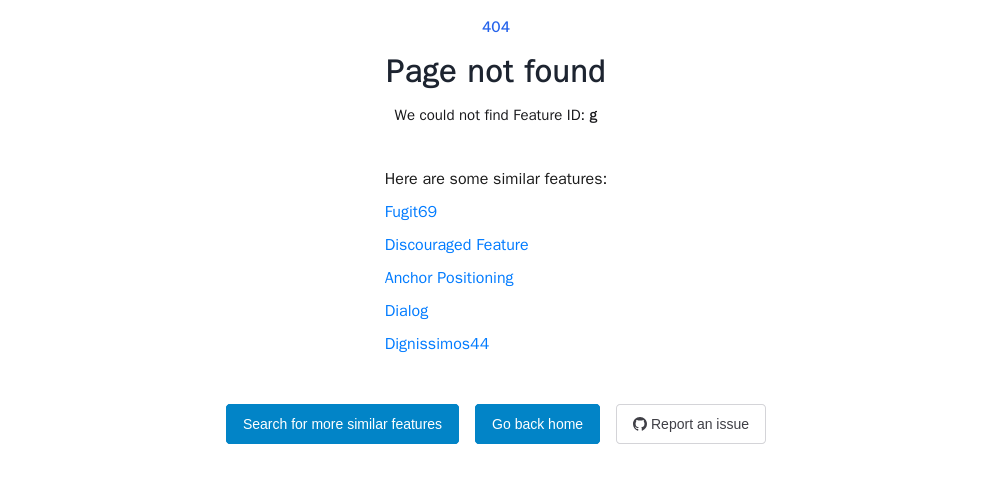 404
Page not found
We could not find Feature ID: g
Here are some similar features:
Fugit69
Discouraged Feature
Anchor Positioning
Dialog
Dignissimos44
Search for more similar features
Go back home
Report an issue